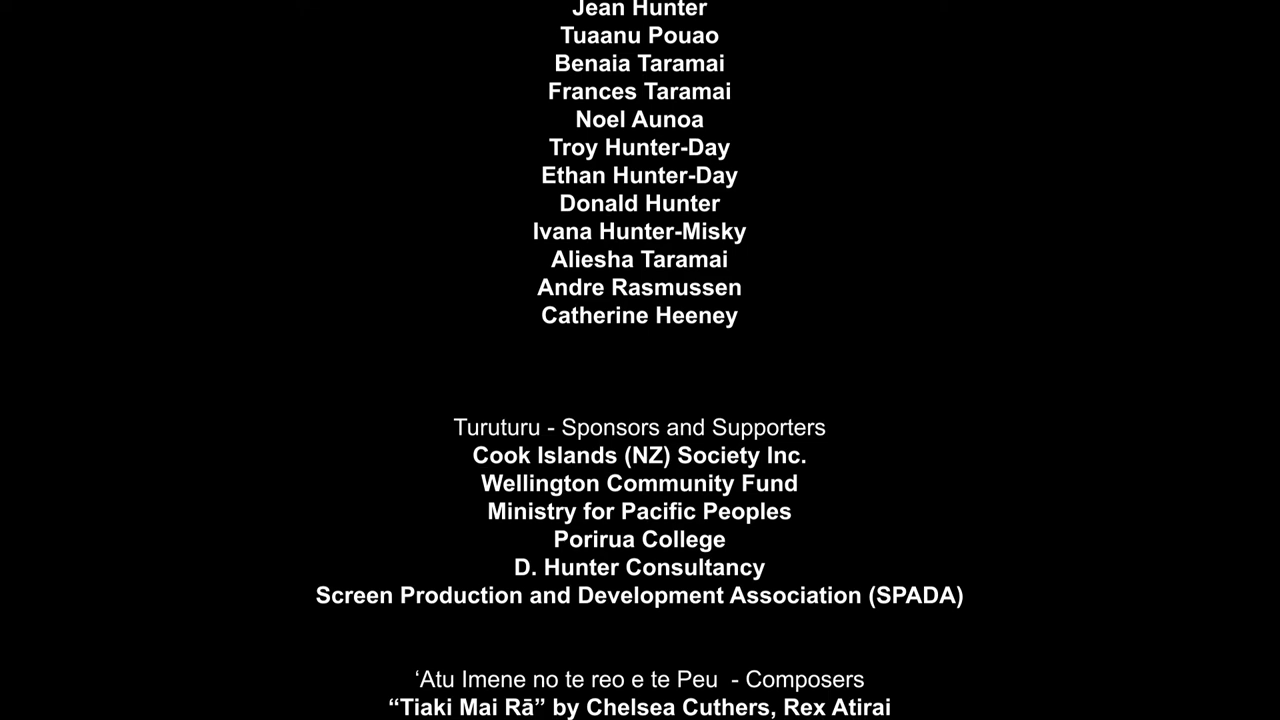 Jean Hunter
Tuaanu Pouao
Benaia Taramai
Frances Taramai
Noel Aunoa
Troy Hunter-Day
Ethan Hunter-Day
Donald Hunter
Ivana Hunter-Misky
Aliesha Taramai
Andre Rasmussen
Catherine Heeney
Turuturu - Sponsors and Supporters
Cook Islands (NZ) Society Inc.
Wellington Community Fund
Ministry for Pacific Peoples
Porirua College
D. Hunter Consultancy
Screen Production and Development Association (SPADA)
‘Atu Imene no te reo e te Peu  - Composers
“Tiaki Mai Rā” by Chelsea Cuthers, Rex Atirai